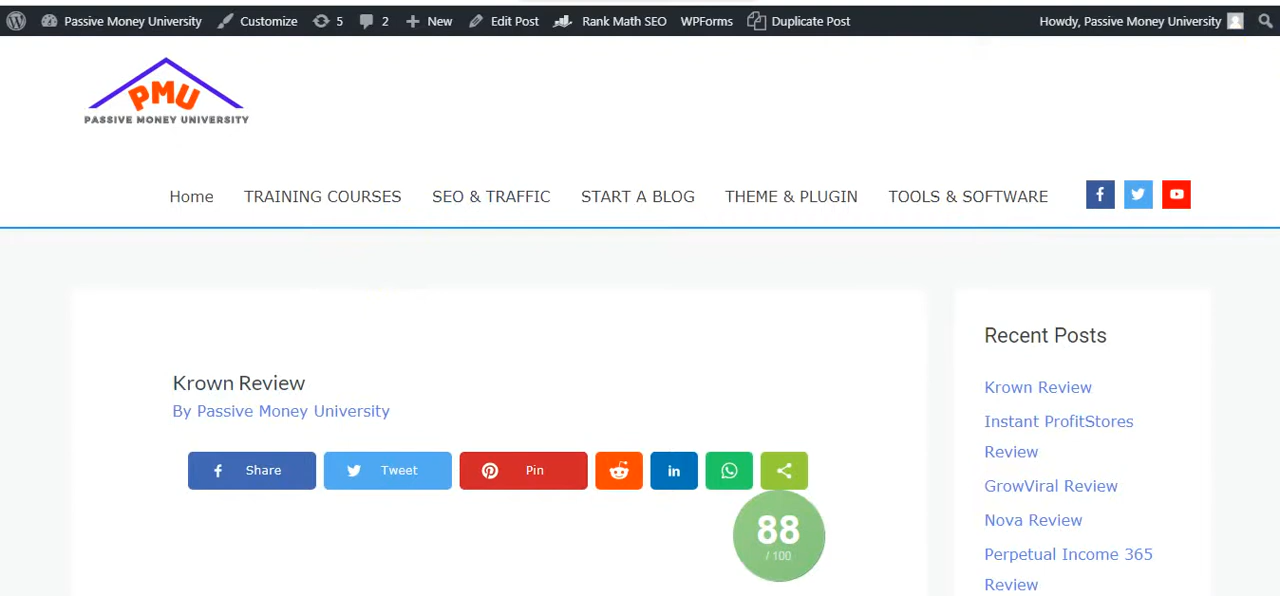 Passive Money University Customize 5 2 New Edit Post Rank Math SEO WPForms Duplicate Post Howdy, Passive Money University
PMU
PASSIVE MONEY UNIVERSITY
Home TRAINING COURSES SEO & TRAFFIC START A BLOG THEME & PLUGIN TOOLS & SOFTWARE
Krown Review
By Passive Money University
Share Tweet Pin in
88
/ 100
Recent Posts
Krown Review
Instant ProfitStores
Review
GrowViral Review
Nova Review
Perpetual Income 365
Review